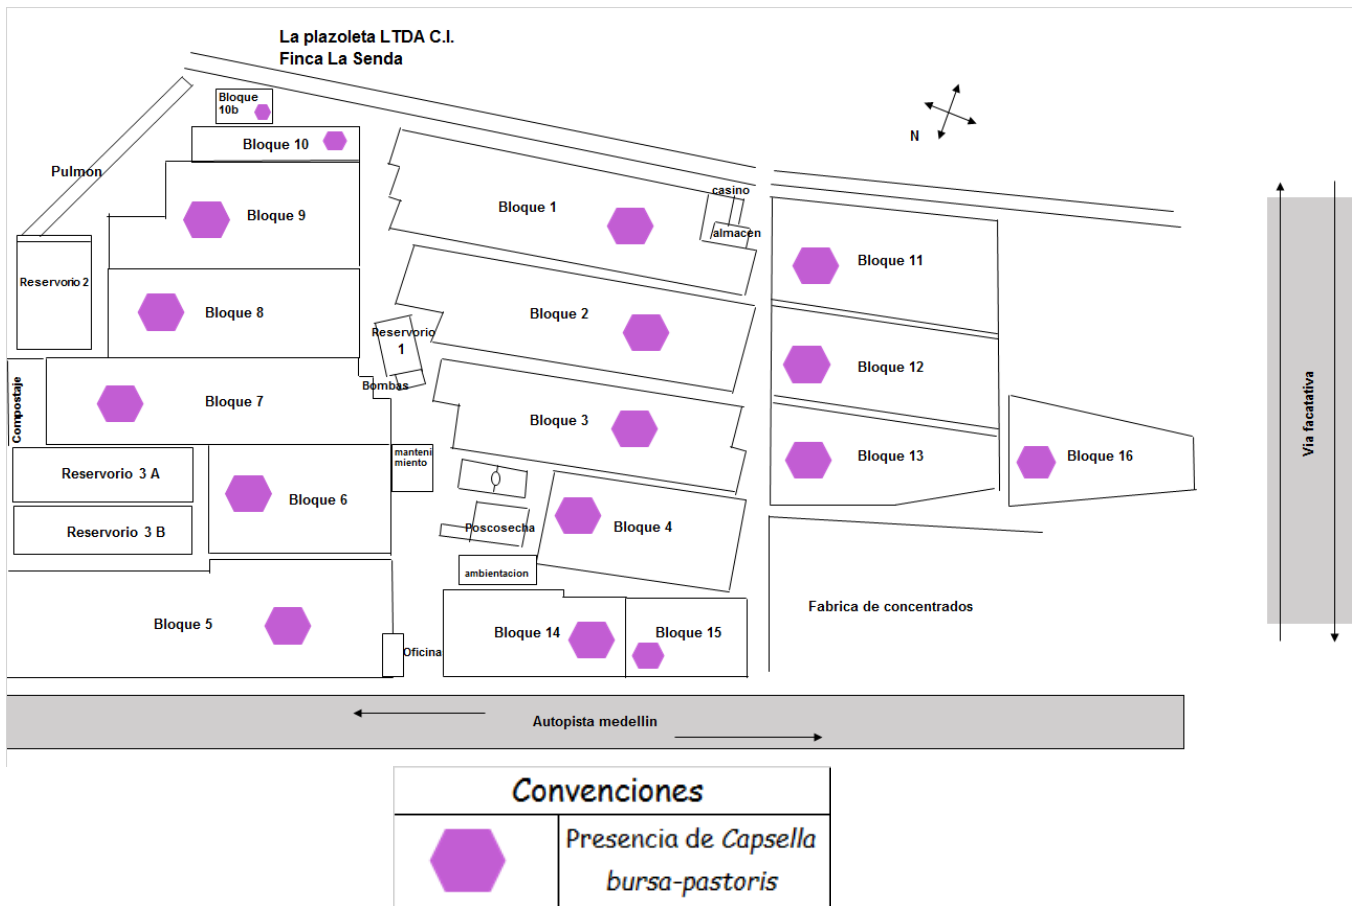 La plazoleta LTDA C.I.
Finca La Senda
Bloque
10b
Bloque 10
N
Pulmon
casino
Bloque 9
Bloque 1
almacen
Bloque 11
Reservorio 2
Bloque 8
Bloque 2
Reservorio
1
Bloque 12
Bombas
Bloque 7
Compostaje
Bloque 3
Via facatativa
manteni
miento
Bloque 13
Bloque 16
Reservorio 3 A
Bloque 6
Reservorio 3 B
Poscosecha
Bloque 4
ambientacion
Fabrica de concentrados
Bloque 5
Bloque 14
Bloque 15
Oficina
Autopista medellin
Convenciones
Presencia de Capsella
bursa-pastoris